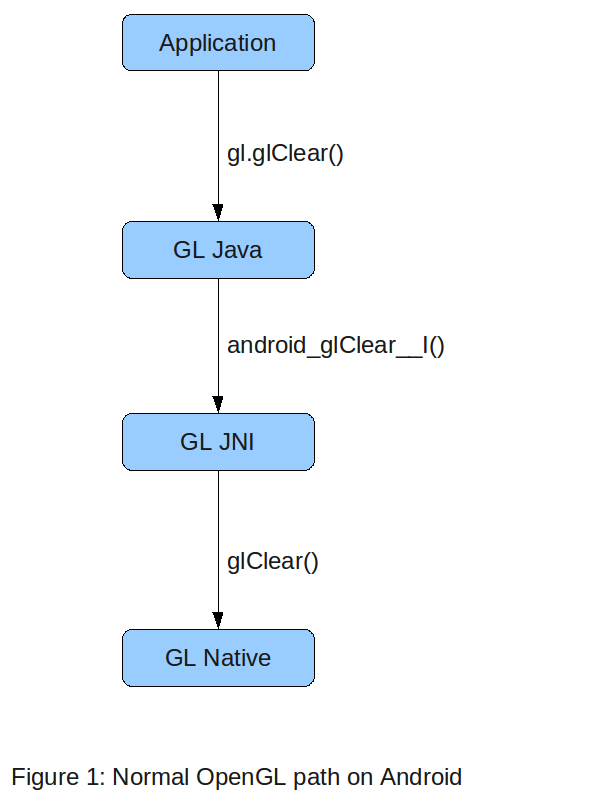 Application
gl.glClear()
GL Java
android_glClear__I()
GL JNI
glClear()
GL Native
Figure 1: Normal OpenGL path on Android